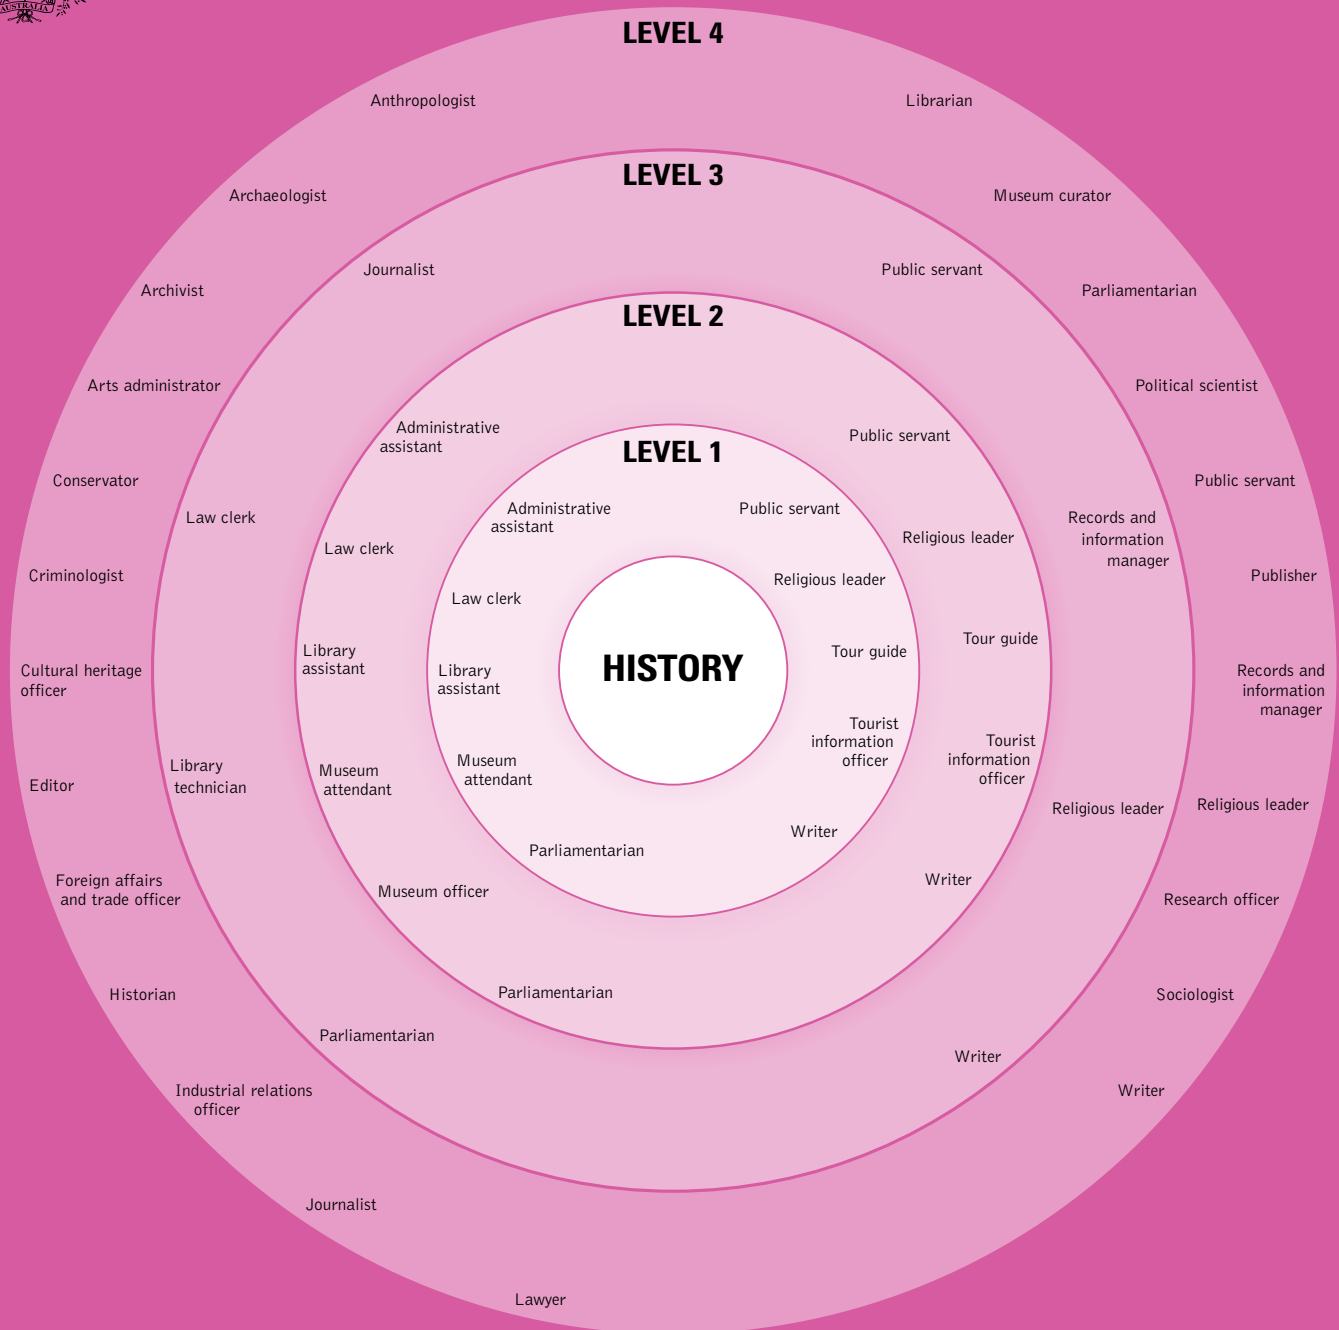 AUSTRALIA
LEVEL 4
Anthropologist
Librarian
Archaeologist
Museum curator
Archivist
Parliamentarian
Arts administrator
Political scientist
Conservator
Public servant
Criminologist
Publisher
Cultural heritage
officer
Records and
information
manager
Editor
Religious leader
Foreign affairs
and trade officer
Research officer
Historian
Sociologist
Industrial relations
officer
Writer
Journalist
Lawyer
LEVEL 3
Journalist
Public servant
Law clerk
Records and
information
manager
Library
technician
Religious leader
Parliamentarian
Writer
LEVEL 2
Administrative
assistant
Public servant
Law clerk
Religious leader
Library
assistant
Tour guide
Museum
attendant
Tourist
information
officer
Museum officer
Writer
Parliamentarian
LEVEL 1
Administrative
assistant
Public servant
Law clerk
Religious leader
Library
assistant
Tour guide
Museum
attendant
Tourist
information
officer
Parliamentarian
Writer
HISTORY